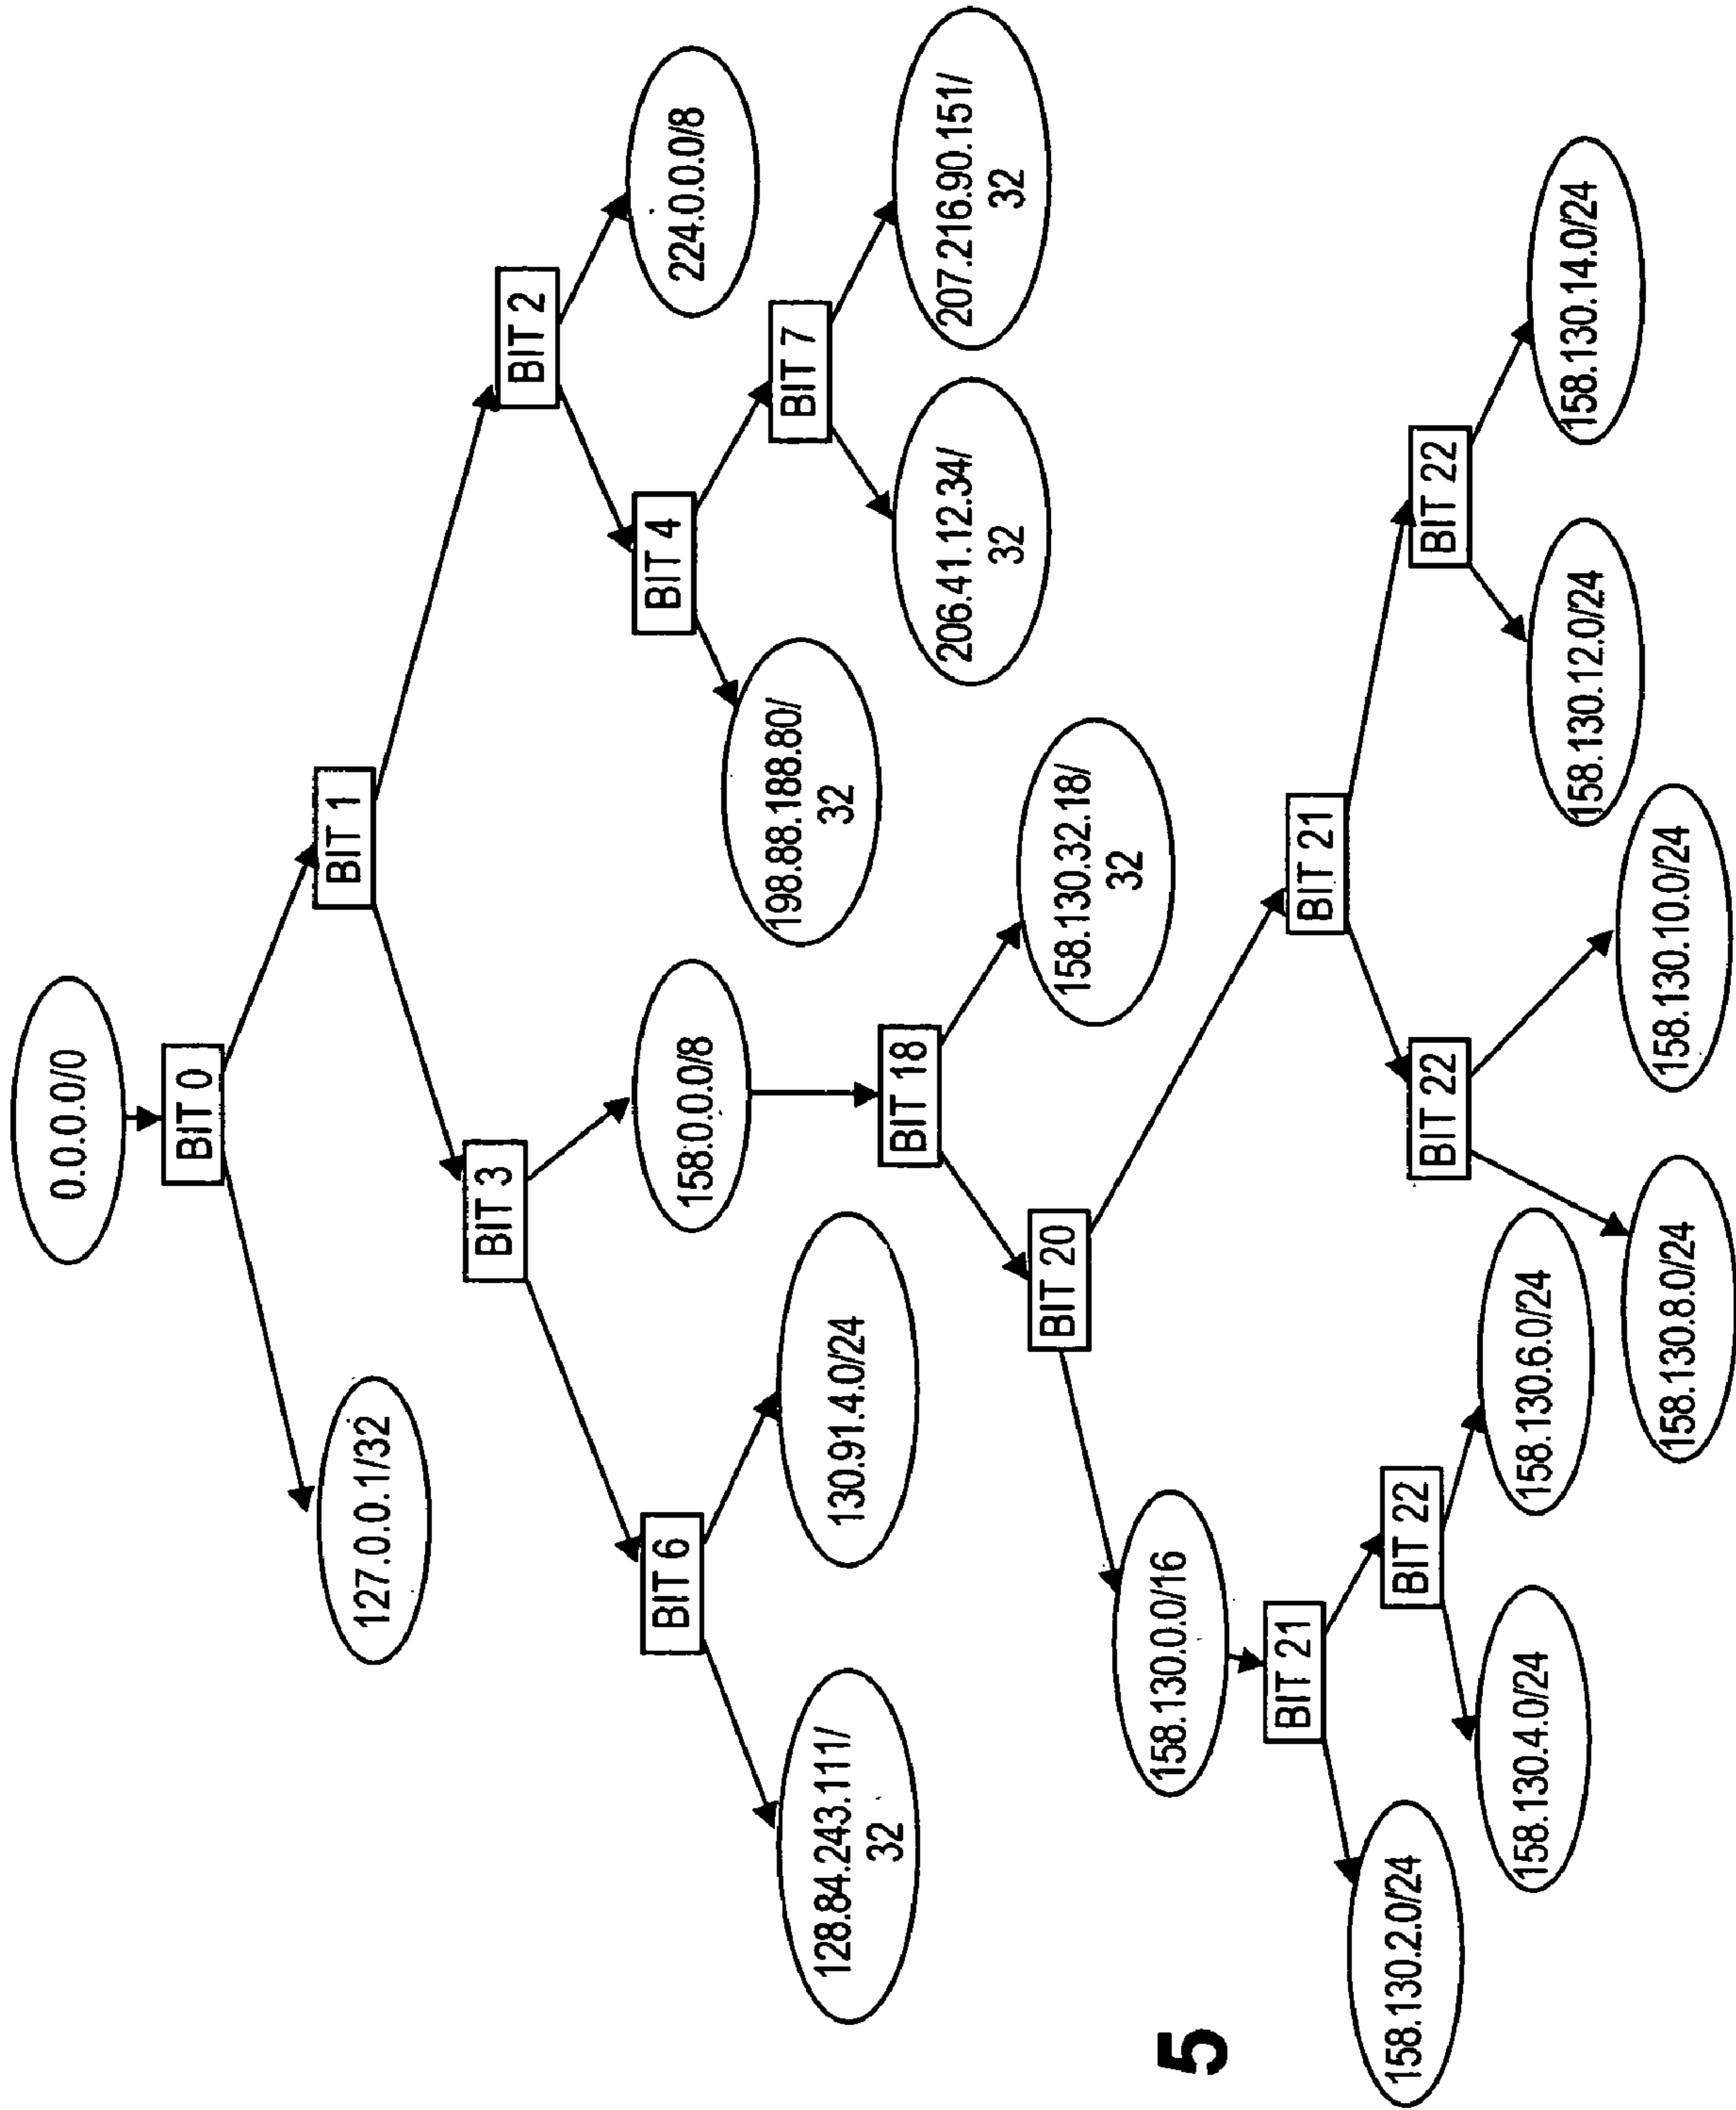 0.0.0.0/0
BIT 0
127.0.0.1/32
BIT 1
BIT 3
BIT 2
BIT 6
158.0.0.0/8
BIT 4
224.0.0.0/8
128.84.243.111/
32
130.91.4.0/24
198.88.188.80/
32
BIT 7
BIT 18
206.41.12.34/
32
207.216.90.151/
32
BIT 20
158.130.32.18/
32
158.130.0.0/16
BIT 21
BIT 21
158.130.2.0/24
BIT 22
BIT 22
BIT 22
158.130.4.0/24
158.130.6.0/24
158.130.8.0/24
158.130.10.0/24
158.130.12.0/24
158.130.14.0/24
5